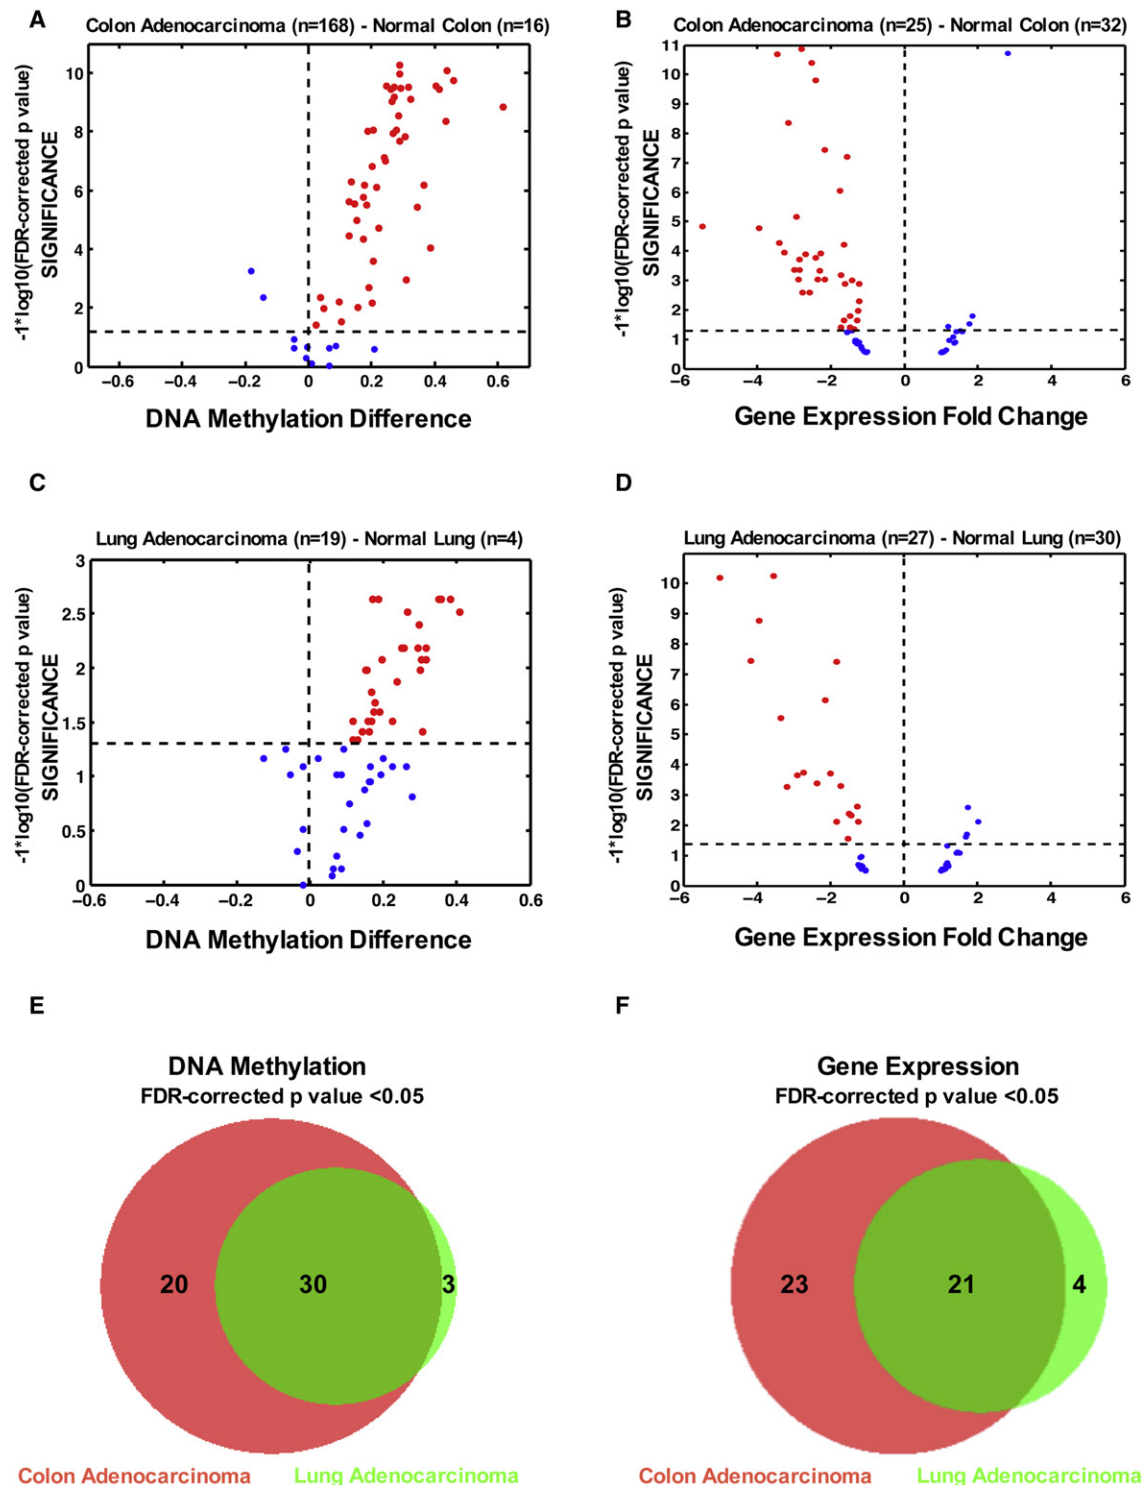 A
Colon Adenocarcinoma (n=168) - Normal Colon (n=16)
-1*log10(FDR-corrected p value)
SIGNIFICANCE
10
8
6
4
2
0
−0.6 −0.4 −0.2 0 0.2 0.4 0.6
DNA Methylation Difference
B
Colon Adenocarcinoma (n=25) - Normal Colon (n=32)
-1*log10(FDR-corrected p value)
SIGNIFICANCE
11
10
9
8
7
6
5
4
3
2
1
0
−6 −4 −2 0 2 4 6
Gene Expression Fold Change
C
Lung Adenocarcinoma (n=19) - Normal Lung (n=4)
-1*log10(FDR-corrected p value)
SIGNIFICANCE
3
2.5
2
1.5
1
0.5
0
−0.6 −0.4 −0.2 0 0.2 0.4 0.6
DNA Methylation Difference
D
Lung Adenocarcinoma (n=27) - Normal Lung (n=30)
-1*log10(FDR-corrected p value)
SIGNIFICANCE
10
9
8
7
6
5
4
3
2
1
0
−6 −4 −2 0 2 4 6
Gene Expression Fold Change
E
DNA Methylation
FDR-corrected p value <0.05
20 30 3
Colon Adenocarcinoma Lung Adenocarcinoma
F
Gene Expression
FDR-corrected p value <0.05
23 21 4
Colon Adenocarcinoma Lung Adenocarcinoma